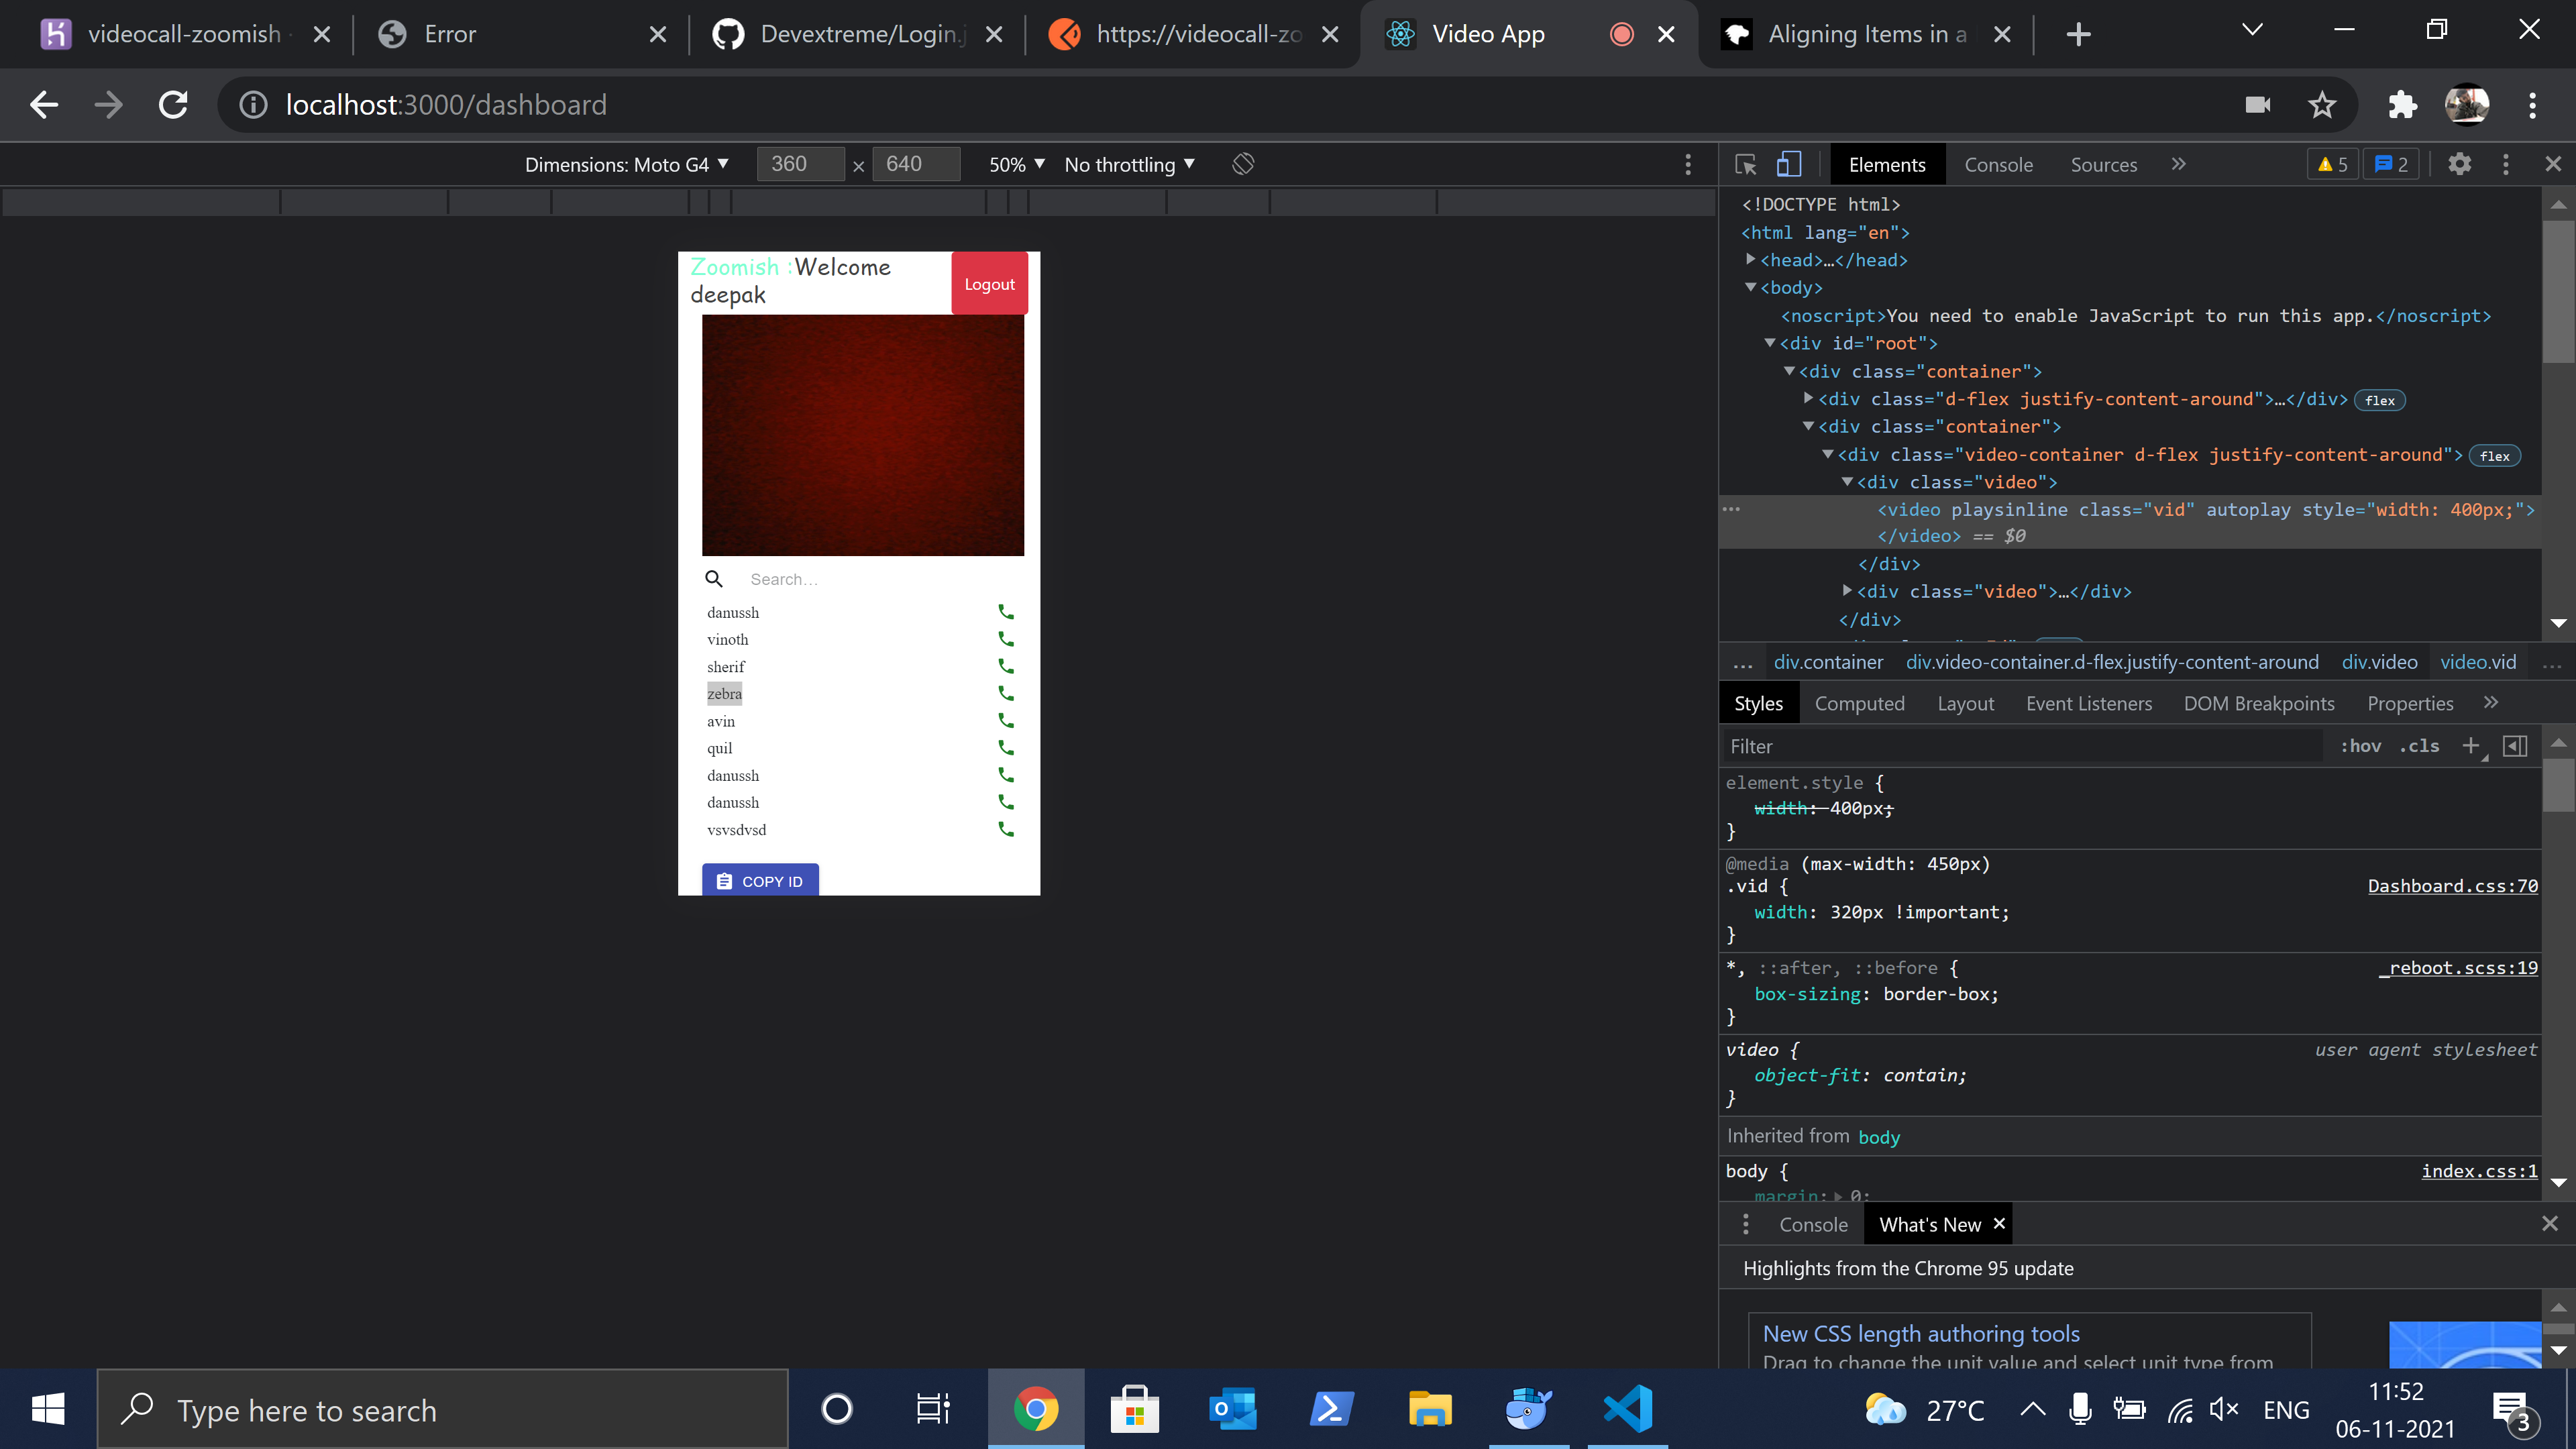 videocall-zoomish
Error
Devextreme/Login.j
https://videocall-zo
Video App
Aligning Items in a
localhost:3000/dashboard
Dimensions: Moto G4
360 × 640
50%
No throttling
Elements
Console
Sources
5
2
Zoomish :Welcome
deepak
Logout
Search…
danussh
vinoth
sherif
zebra
avin
quil
danussh
danussh
vsvsdvsd
COPY ID
<!DOCTYPE html>
<html lang="en">
<head>…</head>
<body>
<noscript>You need to enable JavaScript to run this app.</noscript>
<div id="root">
<div class="container">
<div class="d-flex justify-content-around">…</div> flex
<div class="container">
<div class="video-container d-flex justify-content-around"> flex
<div class="video">
<video playsinline class="vid" autoplay style="width: 400px;">
</video> == $0
</div>
<div class="video">…</div>
</div>
… div.container div.video-container.d-flex.justify-content-around div.video video.vid …
Styles Computed Layout Event Listeners DOM Breakpoints Properties
Filter :hov .cls
element.style {
width: 400px;
}
@media (max-width: 450px)
.vid { Dashboard.css:70
width: 320px !important;
}
*, ::after, ::before { _reboot.scss:19
box-sizing: border-box;
}
video { user agent stylesheet
object-fit: contain;
}
Inherited from body
body { index.css:1
margin: 0;
Console What's New
Highlights from the Chrome 95 update
New CSS length authoring tools
Drag to change the unit value and select unit type from
Type here to search
27°C
ENG
11:52
06-11-2021
3